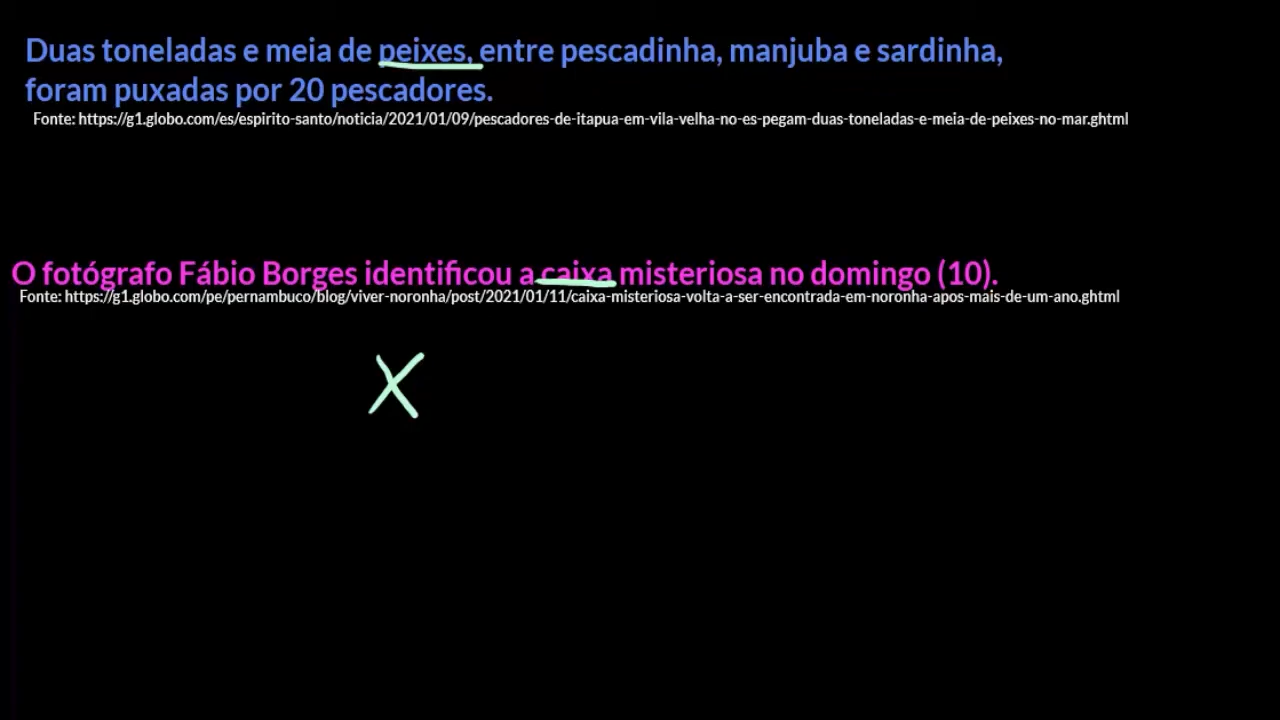 Duas toneladas e meia de peixes, entre pescadinha, manjuba e sardinha,
foram puxadas por 20 pescadores.
Fonte: https://g1.globo.com/es/espirito-santo/noticia/2021/01/09/pescadores-de-itapua-em-vila-velha-no-es-pegam-duas-toneladas-e-meia-de-peixes-no-mar.ghtml
O fotógrafo Fábio Borges identificou a caixa misteriosa no domingo (10).
Fonte: https://g1.globo.com/pe/pernambuco/blog/viver-noronha/post/2021/01/11/caixa-misteriosa-volta-a-ser-encontrada-em-noronha-apos-mais-de-um-ano.ghtml
X